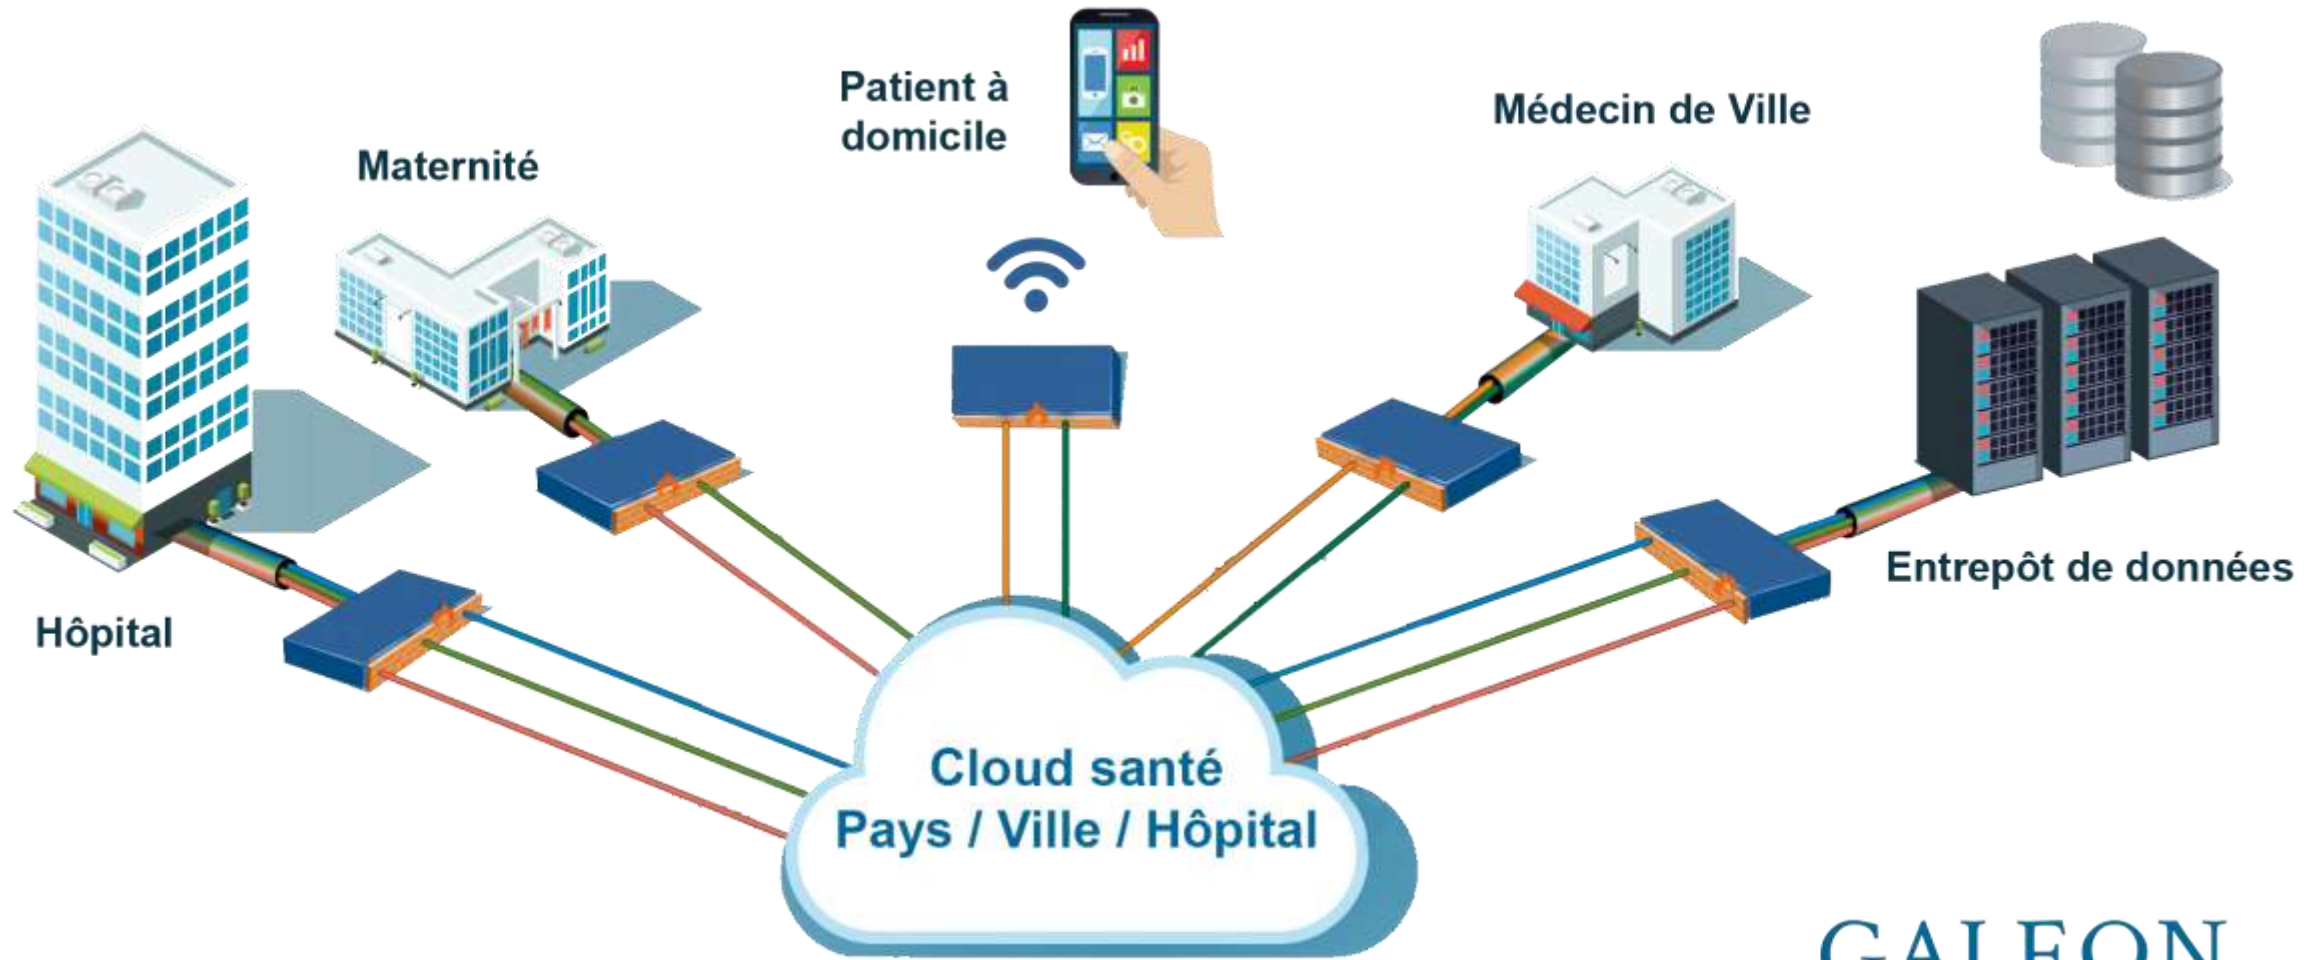 Patient à
domicile
Médecin de Ville
Maternité
Entrepôt de données
Hôpital
Cloud santé
Pays / Ville / Hôpital
GALEON